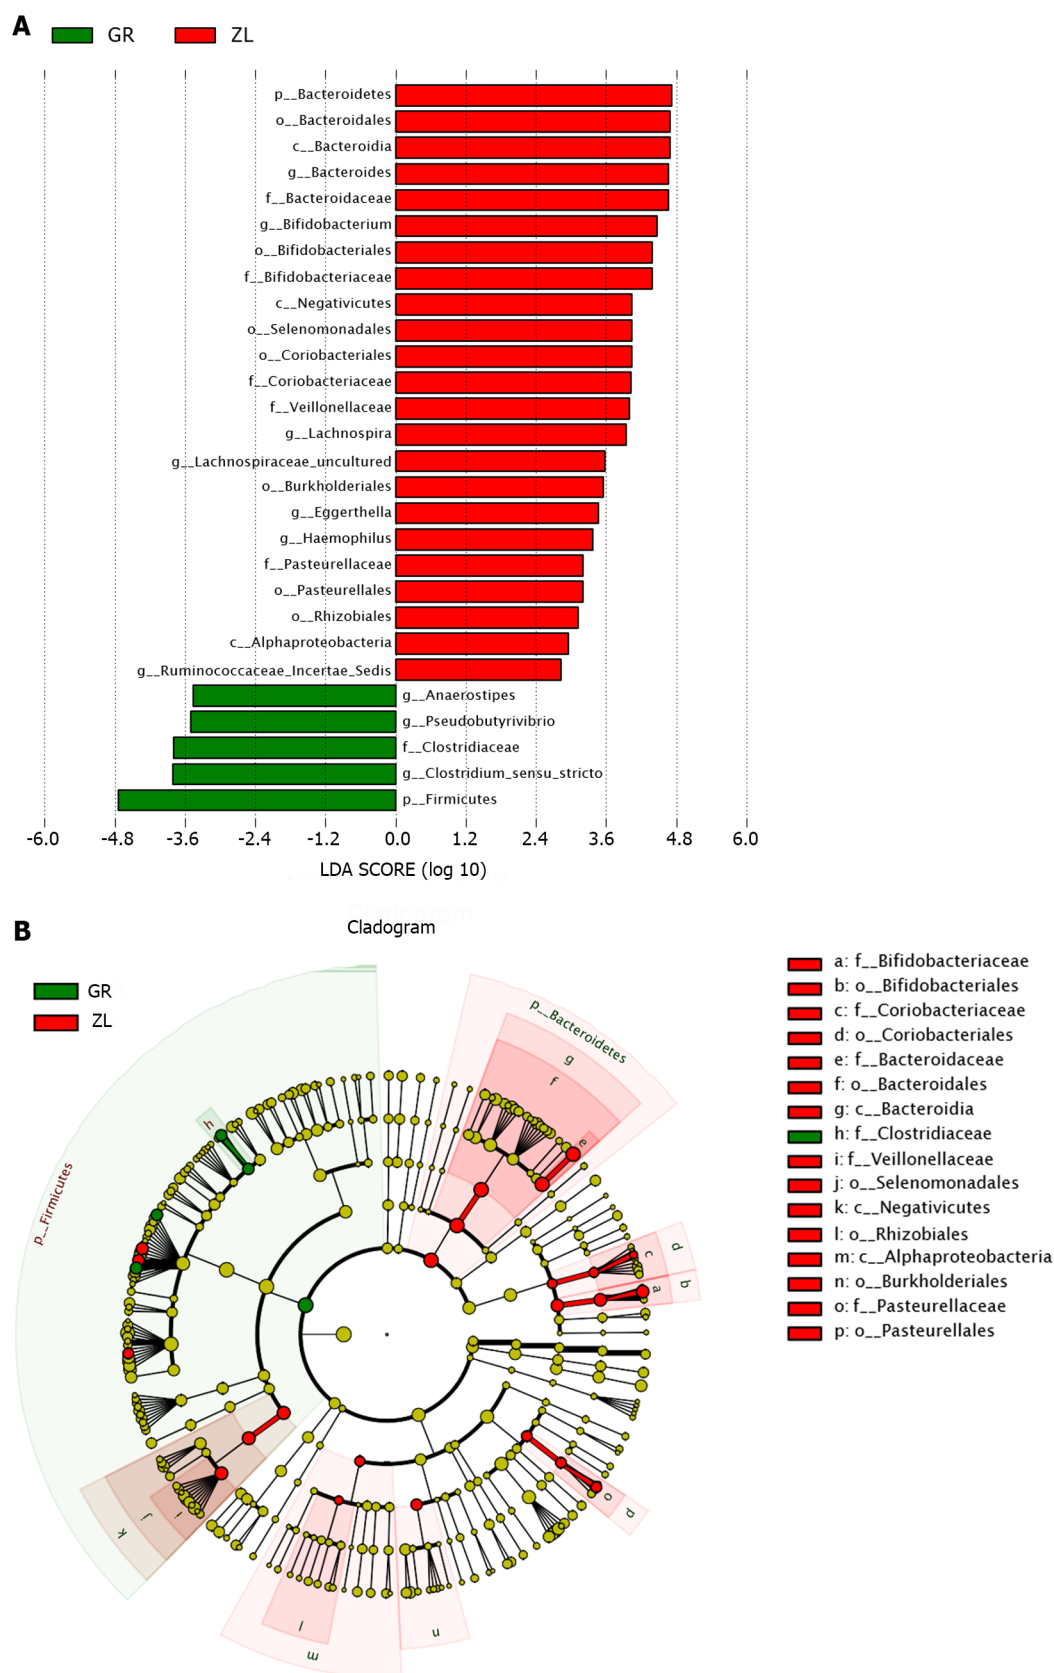 A
GR ZL
p__Bacteroidetes
o__Bacteroidales
c__Bacteroidia
g__Bacteroides
f__Bacteroidaceae
g__Bifidobacterium
o__Bifidobacteriales
f__Bifidobacteriaceae
c__Negativicutes
o__Selenomonadales
o__Coriobacteriales
f__Coriobacteriaceae
f__Veillonellaceae
g__Lachnospira
g__Lachnospiraceae_uncultured
o__Burkholderiales
g__Eggerthella
g__Haemophilus
f__Pasteurellaceae
o__Pasteurellales
o__Rhizobiales
c__Alphaproteobacteria
g__Ruminococcaceae_Incertae_Sedis
g__Anaerostipes
g__Pseudobutyrivibrio
f__Clostridiaceae
g__Clostridium_sensu_stricto
p__Firmicutes
-6.0 -4.8 -3.6 -2.4 -1.2 0.0 1.2 2.4 3.6 4.8 6.0
LDA SCORE (log 10)
B
Cladogram
GR
ZL
p__Bacteroidetes
g
f
e
h
p__Firmicutes
c
d
a
b
k
j
i
l
m
n
o
p
a: f__Bifidobacteriaceae
b: o__Bifidobacteriales
c: f__Coriobacteriaceae
d: o__Coriobacteriales
e: f__Bacteroidaceae
f: o__Bacteroidales
g: c__Bacteroidia
h: f__Clostridiaceae
i: f__Veillonellaceae
j: o__Selenomonadales
k: c__Negativicutes
l: o__Rhizobiales
m: c__Alphaproteobacteria
n: o__Burkholderiales
o: f__Pasteurellaceae
p: o__Pasteurellales